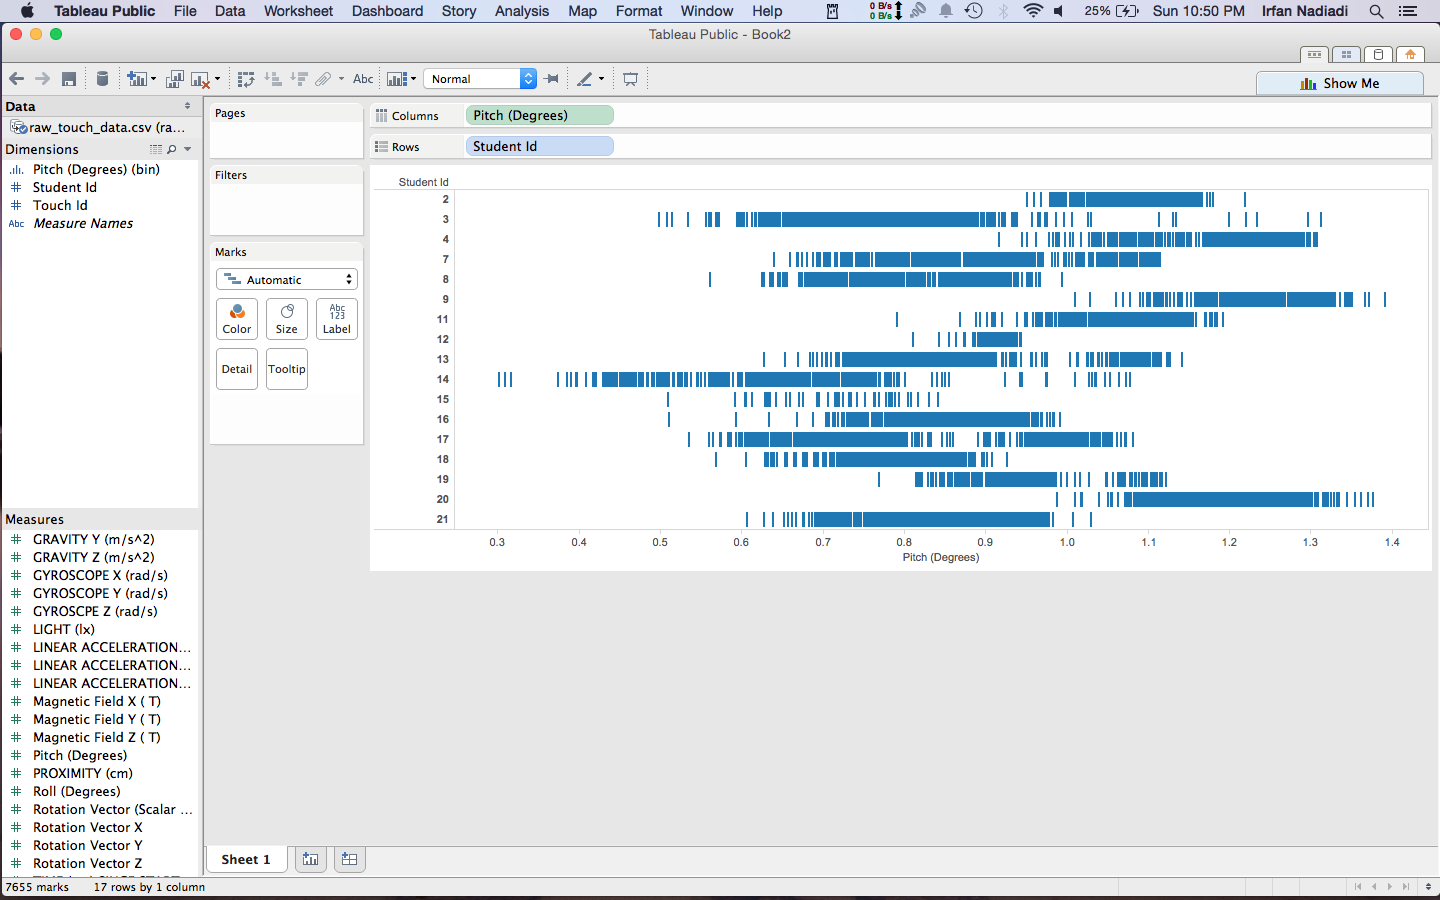 Tableau Public File Data Worksheet Dashboard Story Analysis Map Format Window Help 0 B/s 0 B/s 25% Sun 10:50 PM Irfan Nadiadi
Tableau Public - Book2
Abc Normal Show Me
Data
raw_touch_data.csv (ra...
Dimensions
Pitch (Degrees) (bin)
Student Id
Touch Id
Abc Measure Names
Measures
GRAVITY Y (m/s^2)
GRAVITY Z (m/s^2)
GYROSCOPE X (rad/s)
GYROSCOPE Y (rad/s)
GYROSCPE Z (rad/s)
LIGHT (lx)
LINEAR ACCELERATION...
LINEAR ACCELERATION...
LINEAR ACCELERATION...
Magnetic Field X ( T)
Magnetic Field Y ( T)
Magnetic Field Z ( T)
Pitch (Degrees)
PROXIMITY (cm)
Roll (Degrees)
Rotation Vector (Scalar ...
Rotation Vector X
Rotation Vector Y
Rotation Vector Z
Pages
Filters
Marks
Automatic
Color Size Abc 123 Label
Detail Tooltip
Columns Pitch (Degrees)
Rows Student Id
Student Id
2
3
4
7
8
9
11
12
13
14
15
16
17
18
19
20
21
0.3 0.4 0.5 0.6 0.7 0.8 0.9 1.0 1.1 1.2 1.3 1.4
Pitch (Degrees)
Sheet 1
7655 marks 17 rows by 1 column